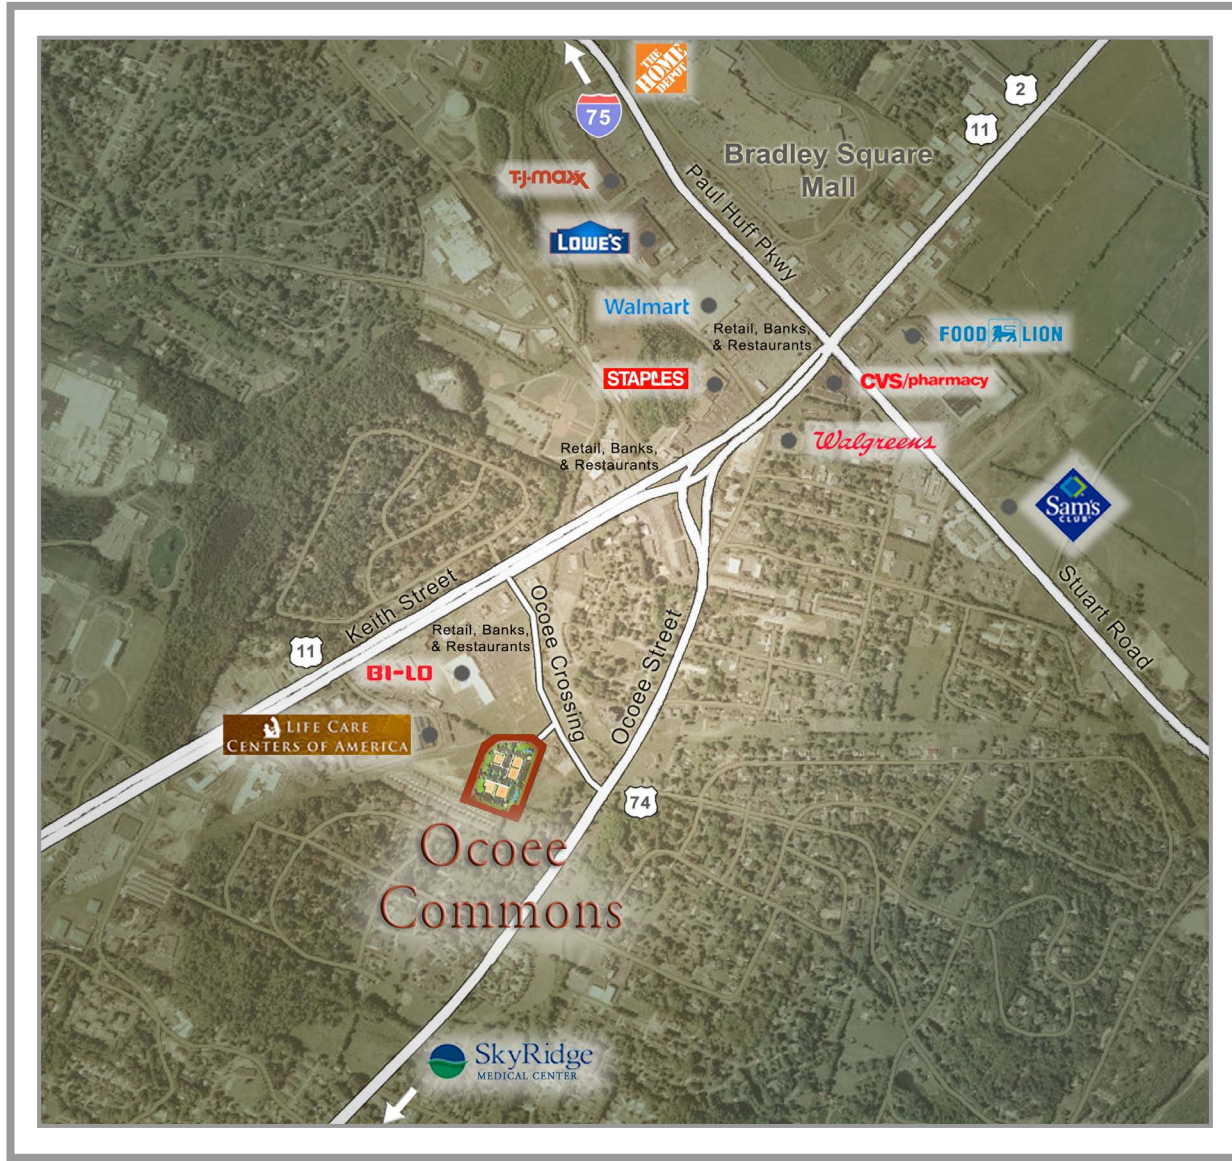 THE
HOME
DEPOT
75
2
11
Bradley Square
Mall
T·J·maxx
Paul Huff Pkwy
LOWE'S
Walmart
Retail, Banks,
& Restaurants
FOOD LION
STAPLES
CVS/pharmacy
Walgreens
Retail, Banks,
& Restaurants
Sam's
CLUB
Keith Street
Ocoee Crossing
Stuart Road
11
Retail, Banks,
& Restaurants
Ocoee Street
BI-LO
LIFE CARE
CENTERS OF AMERICA
74
Ocoee
Commons
SkyRidge
MEDICAL CENTER